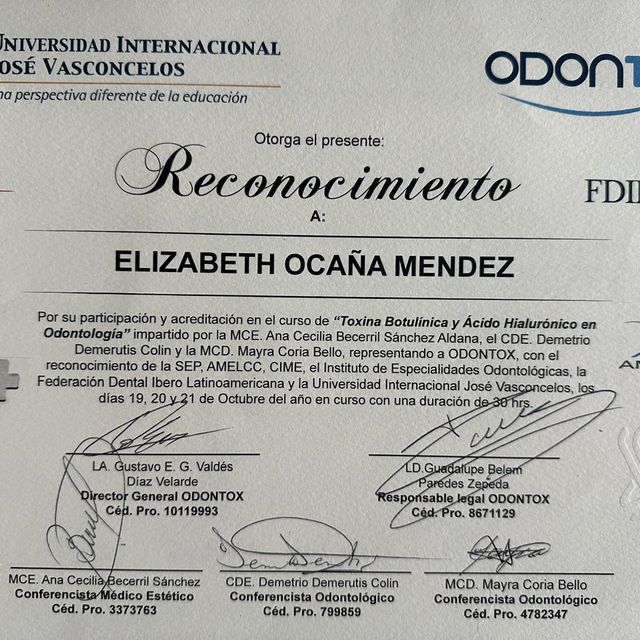 UNIVERSIDAD INTERNACIONAL
OSÉ VASCONCELOS
na perspectiva diferente de la educación
ODONT
Otorga el presente:
Reconocimiento
FDI
A:
ELIZABETH OCAÑA MENDEZ
Por su participación y acreditación en el curso de “Toxina Botulínica y Ácido Hialurónico en
Odontología” impartido por la MCE. Ana Cecilia Becerril Sánchez Aldana, el CDE. Demetrio
Demerutis Colin y la MCD. Mayra Coria Bello, representando a ODONTOX, con el
reconocimiento de la SEP, AMELCC, CIME, el Instituto de Especialidades Odontológicas, la
Federación Dental Ibero Latinoamericana y la Universidad Internacional José Vasconcelos, los
días 19, 20 y 21 de Octubre del año en curso con una duración de 30 hrs.
LA. Gustavo E. G. Valdés
Díaz Velarde
Director General ODONTOX
Céd. Pro. 10119993
LD.Guadalupe Belem
Paredes Zepeda
Responsable legal ODONTOX
Céd. Pro. 8671129
MCE. Ana Cecilia Becerril Sánchez
Conferencista Médico Estético
Céd. Pro. 3373763
CDE. Demetrio Demerutis Colin
Conferencista Odontológico
Céd. Pro. 799859
MCD. Mayra Coria Bello
Conferencista Odontológico
Céd. Pro. 4782347